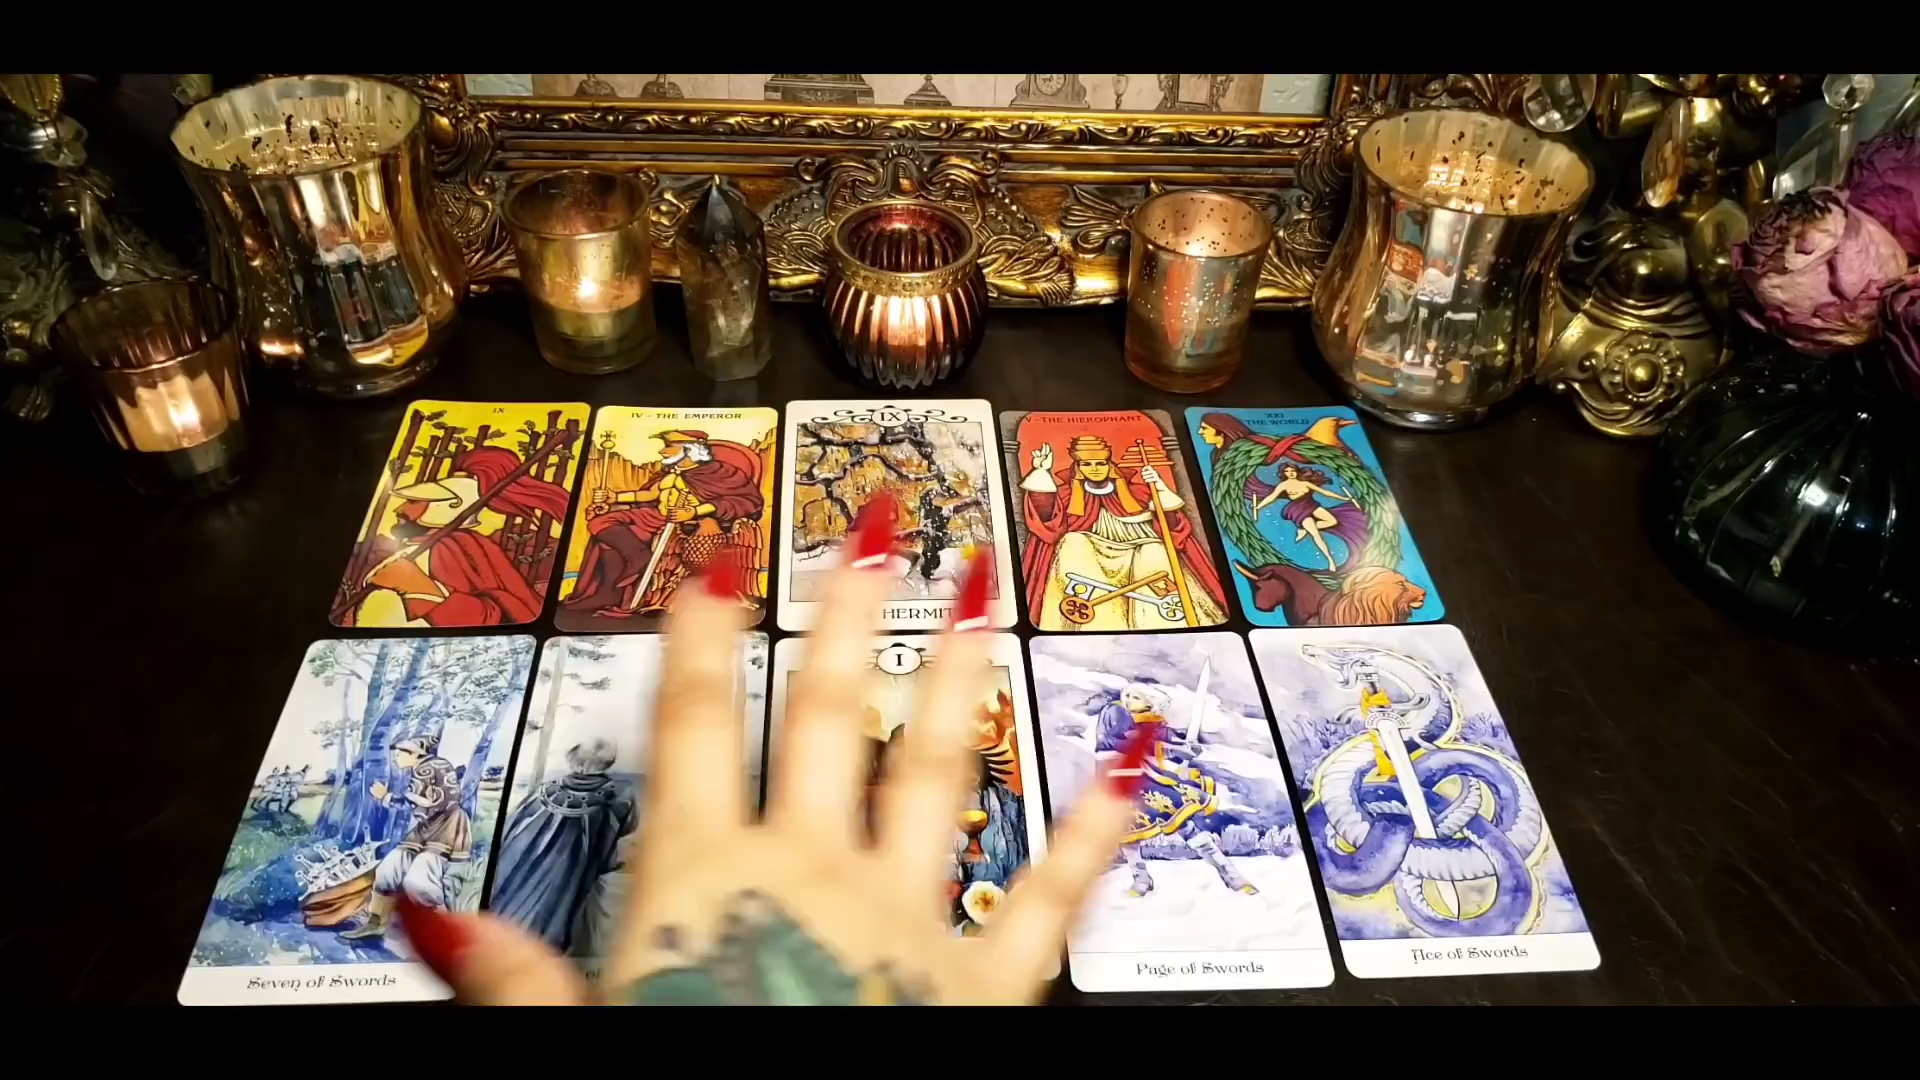 IX
IV - THE EMPEROR
IX
HERMIT
V - THE HIEROPHANT
XXI
THE WORLD
Seven of Swords
of
I
Page of Swords
Ace of Swords